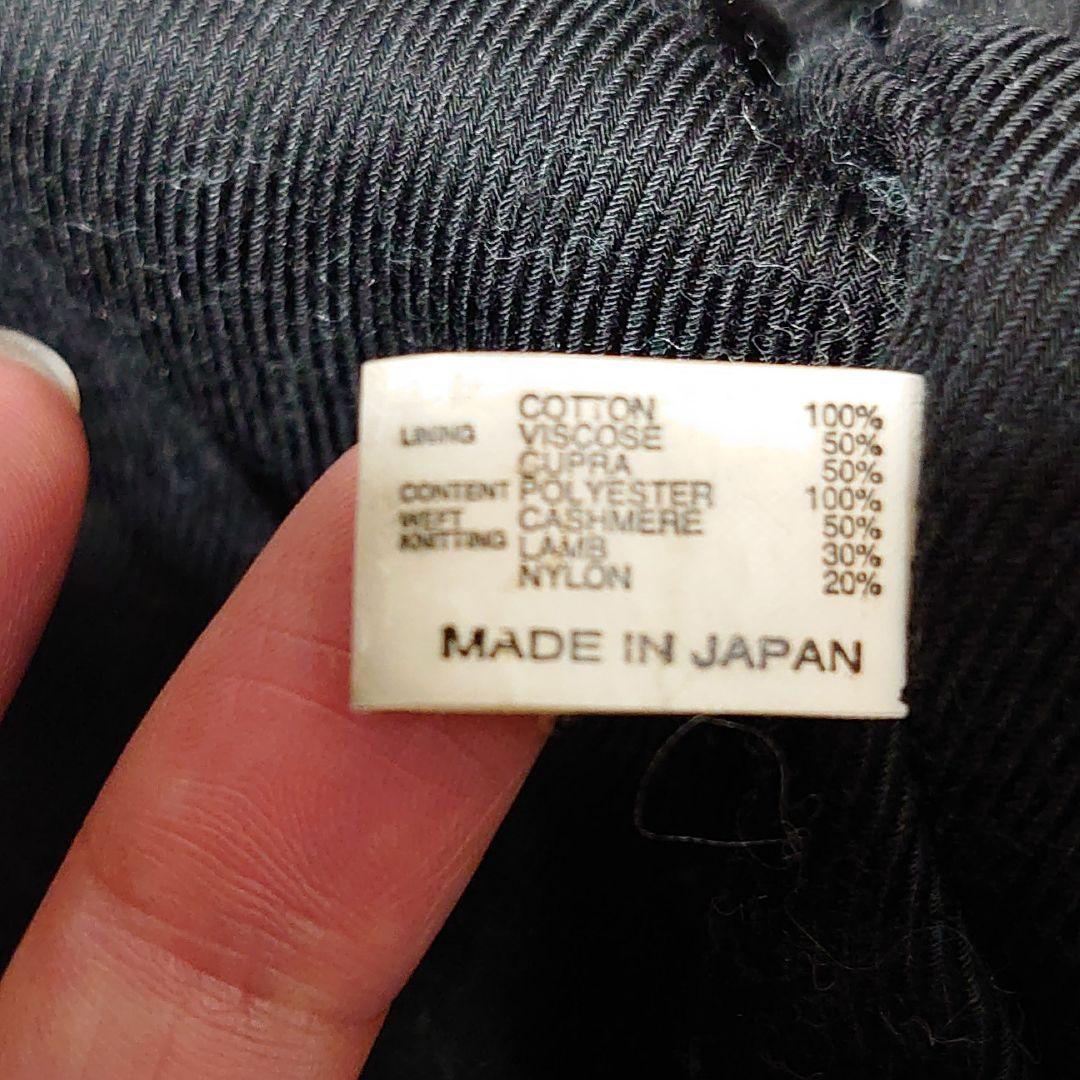 COTTON 100%
LINING VISCOSE 50%
CUPRA 50%
CONTENT POLYESTER 100%
WEFT CASHMERE 50%
KNITTING LAMB 30%
NYLON 20%
MADE IN JAPAN